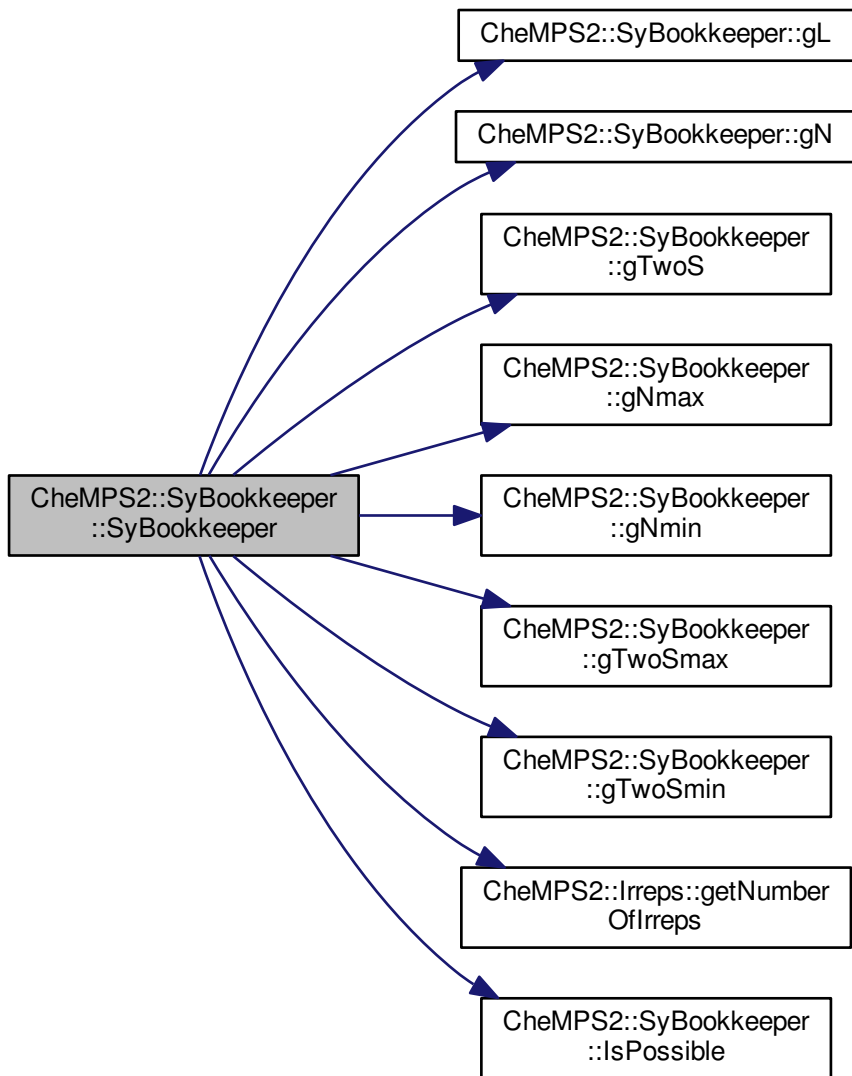 CheMPS2::SyBookkeeper::gL
CheMPS2::SyBookkeeper::gN
CheMPS2::SyBookkeeper
::gTwoS
CheMPS2::SyBookkeeper
::gNmax
CheMPS2::SyBookkeeper
::SyBookkeeper
CheMPS2::SyBookkeeper
::gNmin
CheMPS2::SyBookkeeper
::gTwoSmax
CheMPS2::SyBookkeeper
::gTwoSmin
CheMPS2::Irreps::getNumber
OfIrreps
CheMPS2::SyBookkeeper
::IsPossible